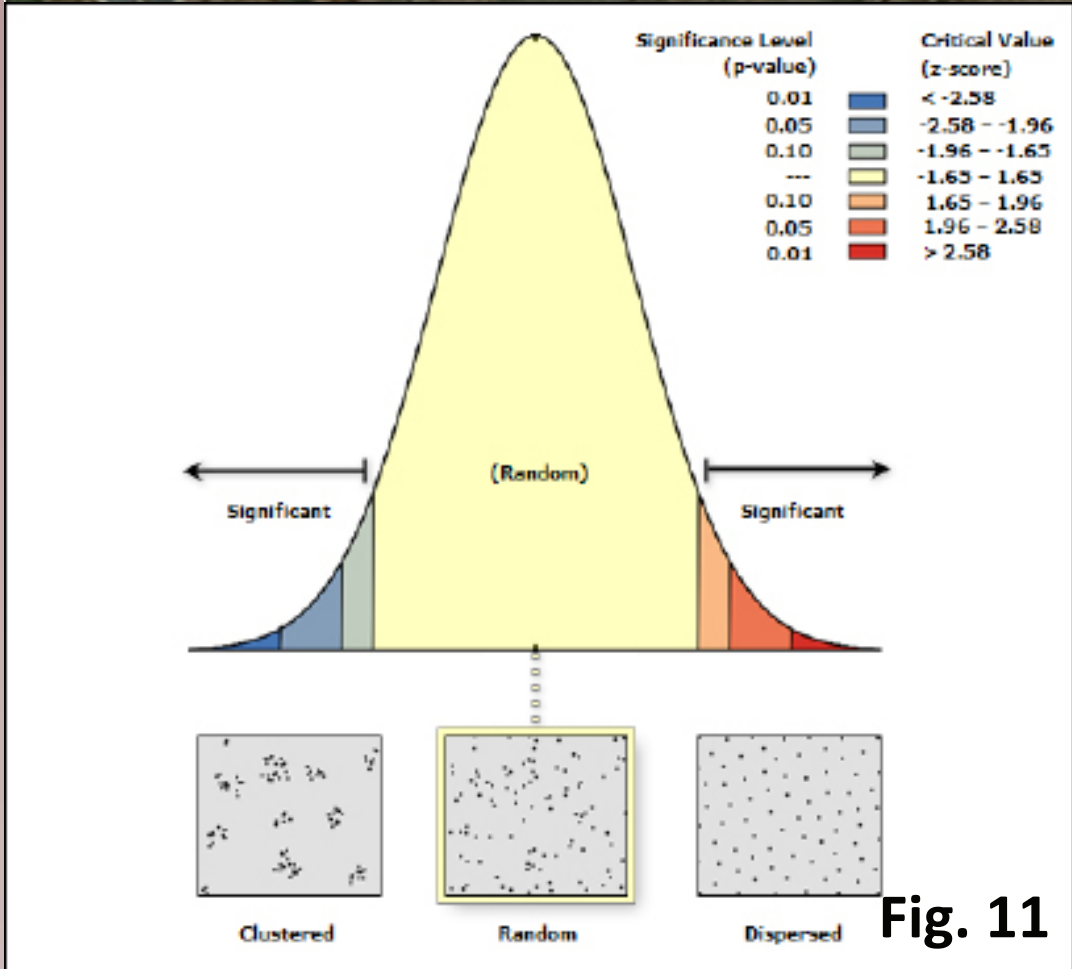 Significance Level (p-value) Critical Value (z-score)
0.01 < -2.58
0.05 -2.58 – -1.96
0.10 -1.96 – -1.65
--- -1.65 – 1.65
0.10 1.65 – 1.96
0.05 1.96 – 2.58
0.01 > 2.58
(Random)
Significant Significant
Clustered Random Dispersed
Fig. 11